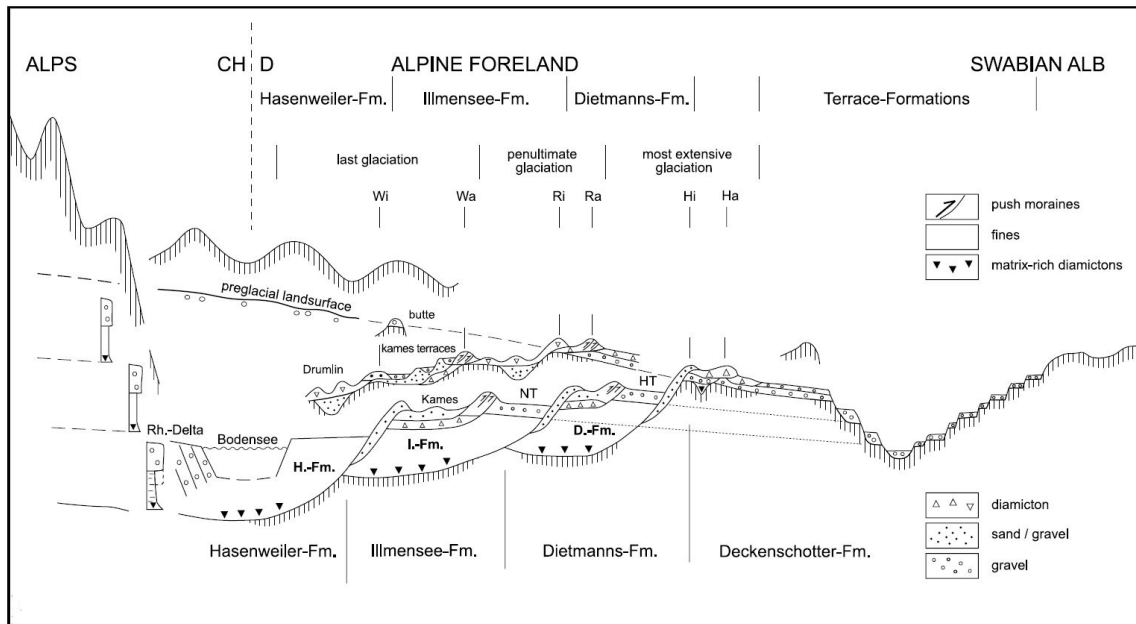 ALPS
CH D
ALPINE FORELAND
SWABIAN ALB
Hasenweiler-Fm.
Illmensee-Fm.
Dietmanns-Fm.
Terrace-Formations
last glaciation
penultimate
glaciation
most extensive
glaciation
Wi
Wa
Ri
Ra
Hi
Ha
push moraines
fines
matrix-rich diamictons
preglacial landsurface
butte
kames terraces
Drumlin
Kames
NT
HT
Rh.-Delta
Bodensee
H.-Fm.
I.-Fm.
D.-Fm.
diamicton
sand / gravel
gravel
Hasenweiler-Fm.
Illmensee-Fm.
Dietmanns-Fm.
Deckenschotter-Fm.